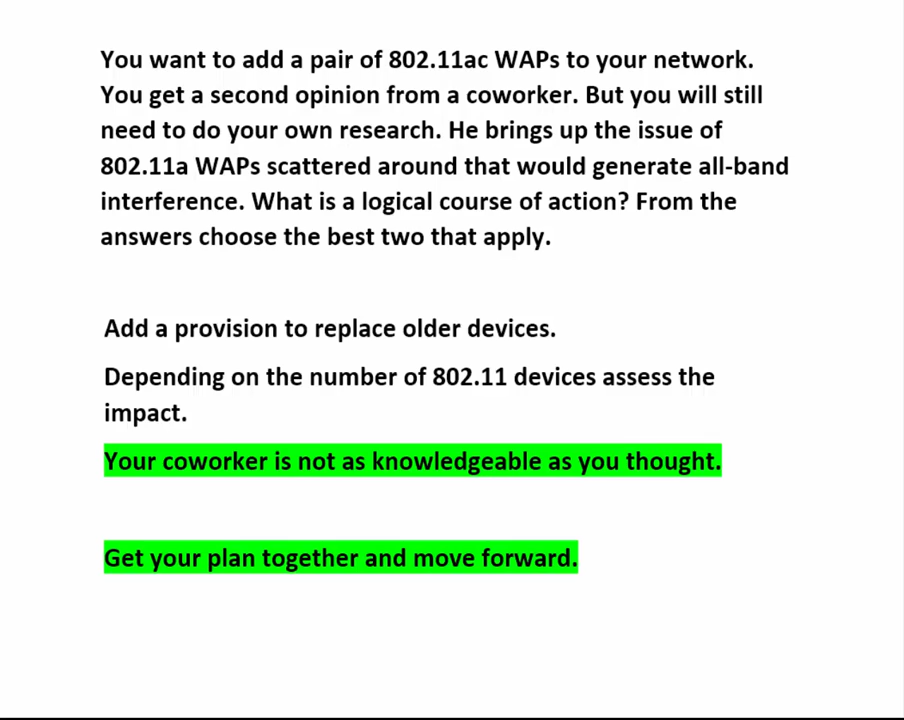 You want to add a pair of 802.11ac WAPs to your network.
You get a second opinion from a coworker. But you will still
need to do your own research. He brings up the issue of
802.11a WAPs scattered around that would generate all-band
interference. What is a logical course of action? From the
answers choose the best two that apply.
Add a provision to replace older devices.
Depending on the number of 802.11 devices assess the
impact.
Your coworker is not as knowledgeable as you thought.
Get your plan together and move forward.